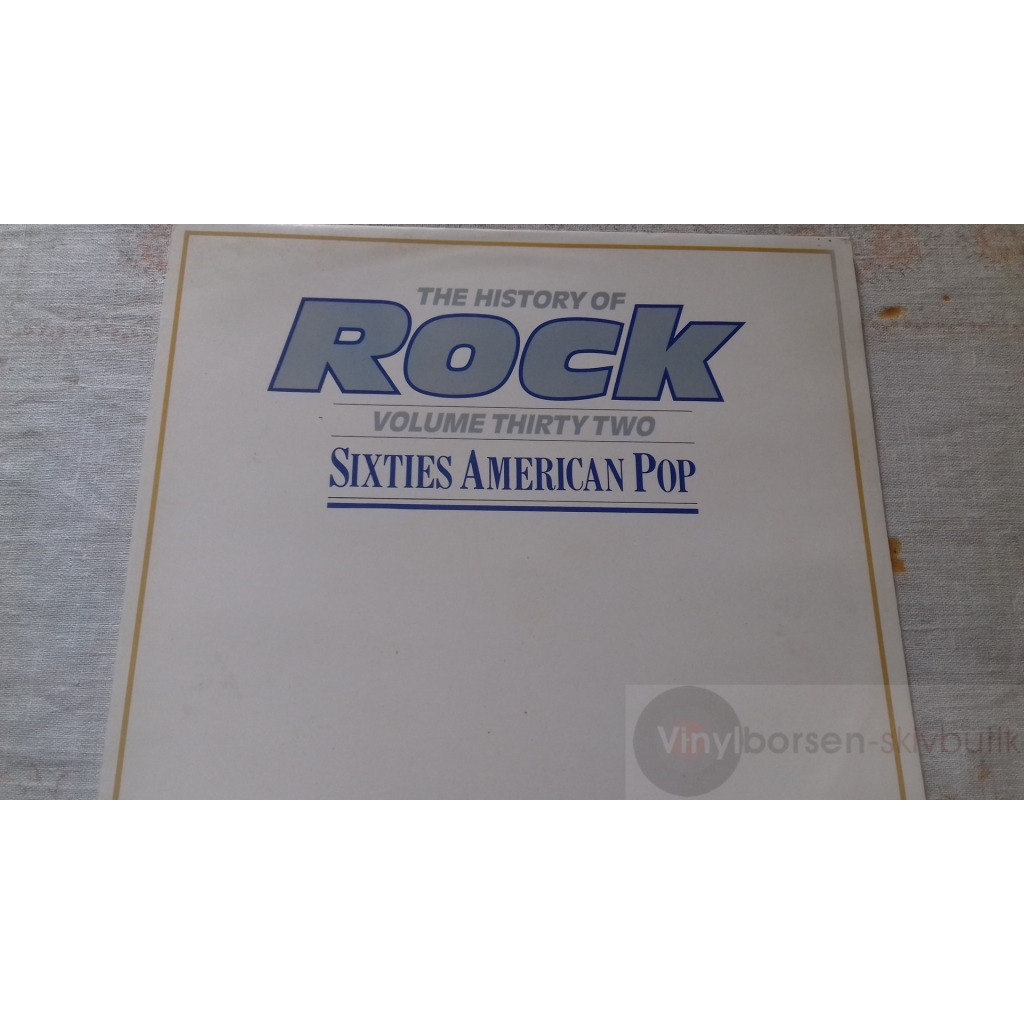 THE HISTORY OF
ROCK
VOLUME THIRTY TWO
SIXTIES AMERICAN POP
Vinylborsen-skivbutik